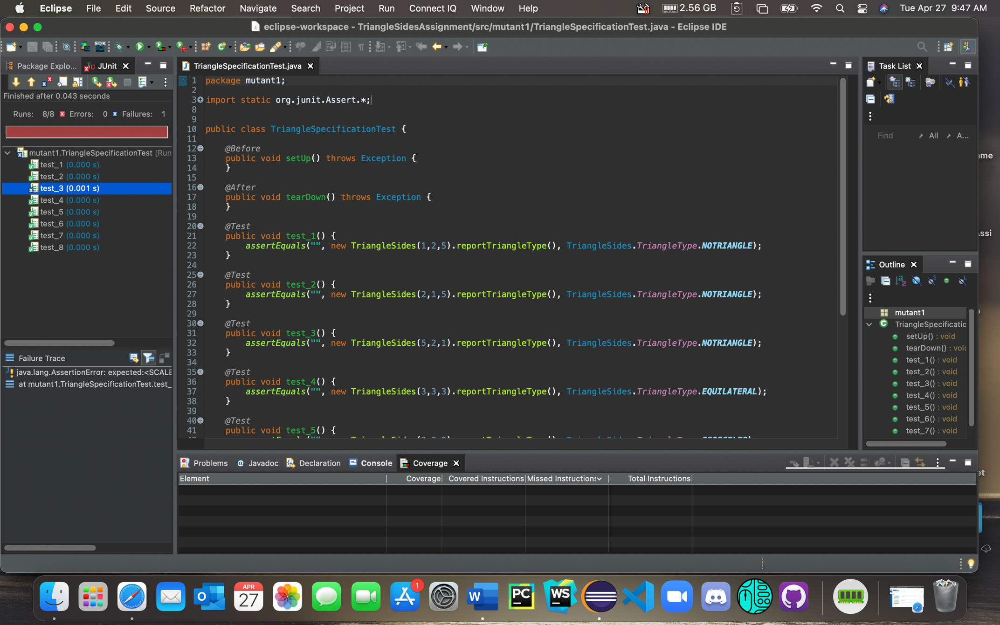 Eclipse File Edit Source Refactor Navigate Search Project Run Connect IQ Window Help 2.56 GB Tue Apr 27 9:47 AM
eclipse-workspace - TriangleSidesAssignment/src/mutant1/TriangleSpecificationTest.java - Eclipse IDE
SDK
Package Explo... JUnit
Finished after 0.043 seconds
Runs: 8/8 Errors: 0 Failures: 1
mutant1.TriangleSpecificationTest [Run
test_1 (0.000 s)
test_2 (0.000 s)
test_3 (0.001 s)
test_4 (0.000 s)
test_5 (0.000 s)
test_6 (0.000 s)
test_7 (0.000 s)
test_8 (0.000 s)
Failure Trace
java.lang.AssertionError: expected:<SCALE
at mutant1.TriangleSpecificationTest.test_
TriangleSpecificationTest.java
1 package mutant1;
2
3 import static org.junit.Assert.*;
8
9
10 public class TriangleSpecificationTest {
11
12 @Before
13 public void setUp() throws Exception {
14 }
15
16 @After
17 public void tearDown() throws Exception {
18 }
19
20 @Test
21 public void test_1() {
22 assertEquals("", new TriangleSides(1,2,5).reportTriangleType(), TriangleSides.TriangleType.NOTRIANGLE);
23 }
24
25 @Test
26 public void test_2() {
27 assertEquals("", new TriangleSides(2,1,5).reportTriangleType(), TriangleSides.TriangleType.NOTRIANGLE);
28 }
29
30 @Test
31 public void test_3() {
32 assertEquals("", new TriangleSides(5,2,1).reportTriangleType(), TriangleSides.TriangleType.NOTRIANGLE);
33 }
34
35 @Test
36 public void test_4() {
37 assertEquals("", new TriangleSides(3,3,3).reportTriangleType(), TriangleSides.TriangleType.EQUILATERAL);
38 }
39
40 @Test
41 public void test_5() {
Task List
Find All A...
Outline
mutant1
TriangleSpecificatio
setUp() : void
tearDown() : voi
test_1() : void
test_2() : void
test_3() : void
test_4() : void
test_5() : void
test_6() : void
test_7() : void
Problems Javadoc Declaration Console Coverage
Element Coverage Covered Instructions Missed Instructions Total Instructions
ame
Assi
et
APR
27
1
W
PC
WS